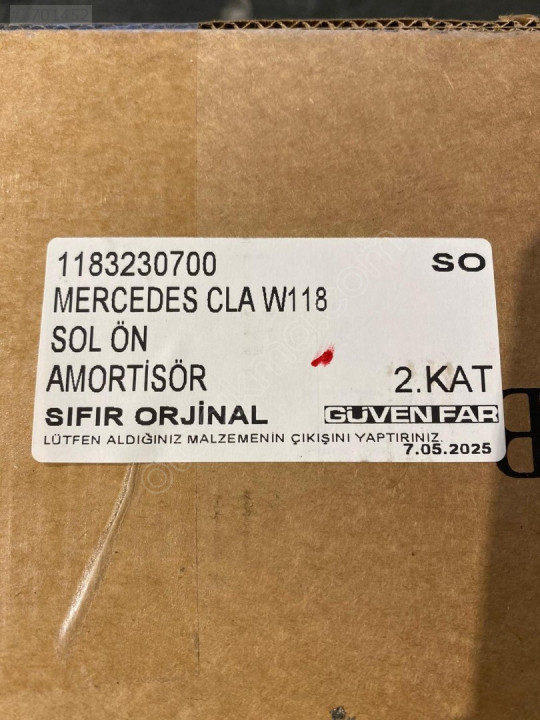 1183230700 SO
MERCEDES CLA W118
SOL ÖN
AMORTİSÖR 2.KAT
SIFIR ORJİNAL GÜVEN FAR
LÜTFEN ALDIĞINIZ MALZEMENİN ÇIKIŞINI YAPTIRINIZ.
7.05.2025